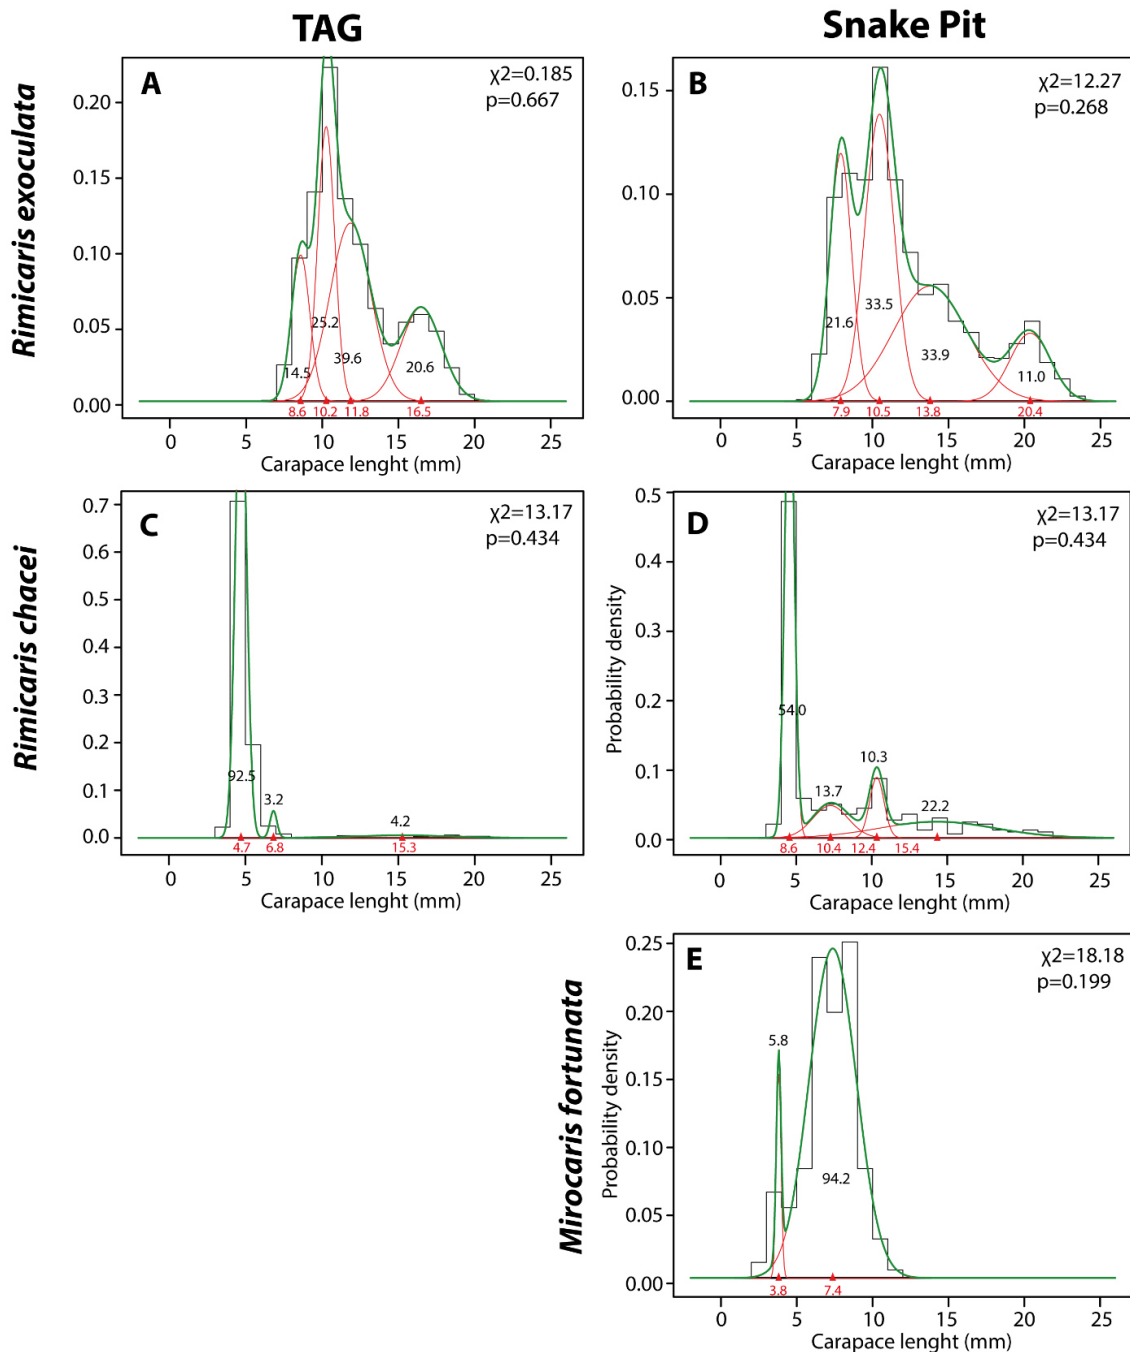 TAG
Snake Pit
Rimicaris exoculata
A
χ2=0.185
p=0.667
0.20
0.15
0.10
0.05
0.00
14.5
25.2
39.6
20.6
8.6 10.2 11.8 16.5
0 5 10 15 20 25
Carapace lenght (mm)
B
χ2=12.27
p=0.268
0.15
0.10
0.05
0.00
21.6
33.5
33.9
11.0
7.9 10.5 13.8 20.4
0 5 10 15 20 25
Carapace lenght (mm)
Rimicaris chacei
C
χ2=13.17
p=0.434
0.7
0.6
0.5
0.4
0.3
0.2
0.1
0.0
92.5
3.2
4.2
4.7 6.8 15.3
0 5 10 15 20 25
Carapace lenght (mm)
D
χ2=13.17
p=0.434
Probability density
0.5
0.4
0.3
0.2
0.1
0.0
54.0
13.7
10.3
22.2
8.6 10.4 12.4 15.4
0 5 10 15 20 25
Carapace lenght (mm)
Mirocaris fortunata
E
χ2=18.18
p=0.199
Probability density
0.25
0.20
0.15
0.10
0.05
0.00
5.8
94.2
3.8 7.4
0 5 10 15 20 25
Carapace lenght (mm)